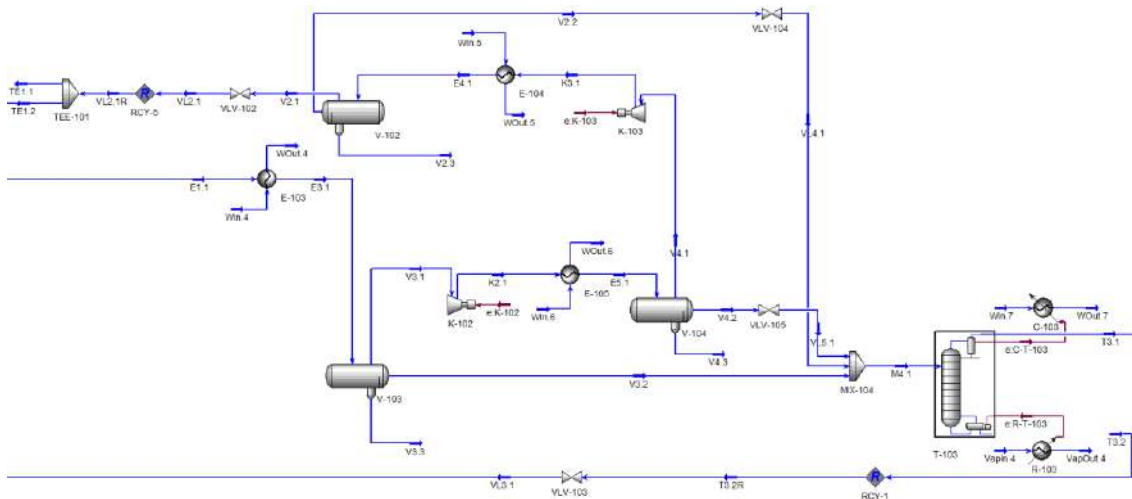 V2.2
VLV-104
Win.5
E4.1
E-104
K3.1
TE1.1
TE1.2
TEE-101
VL2.1R
RCY-5
VL2.1
VLV-102
V2.1
V-102
WOut.5
e:K-103
K-103
V2.3
VL4.1
WOut.4
E1.1
E-103
E3.1
Win.4
V4.1
WOut.6
V3.1
K2.1
E-105
E5.1
K-102
e:K-102
Win.6
V-104
V4.2
VLV-105
VL5.1
V4.3
MIX-104
M4.1
Win.7
C-103
WOut.7
T3.1
e:C-T-103
V-103
V3.2
V3.3
e:R-T-103
T3.2
T-103
Vapin.4
R-103
VapOut.4
VL3.1
VLV-103
T3.2R
RCY-1